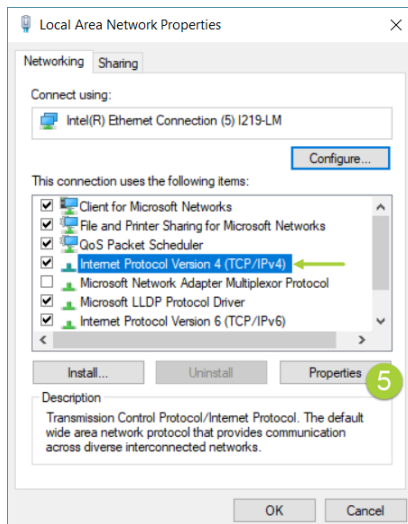 Local Area Network Properties
Networking
Sharing
Connect using:
Intel(R) Ethernet Connection (5) I219-LM
Configure...
This connection uses the following items:
Client for Microsoft Networks
File and Printer Sharing for Microsoft Networks
QoS Packet Scheduler
Internet Protocol Version 4 (TCP/IPv4)
Microsoft Network Adapter Multiplexor Protocol
Microsoft LLDP Protocol Driver
Internet Protocol Version 6 (TCP/IPv6)
Install...
Uninstall
Properties
5
Description
Transmission Control Protocol/Internet Protocol. The default
wide area network protocol that provides communication
across diverse interconnected networks.
OK
Cancel